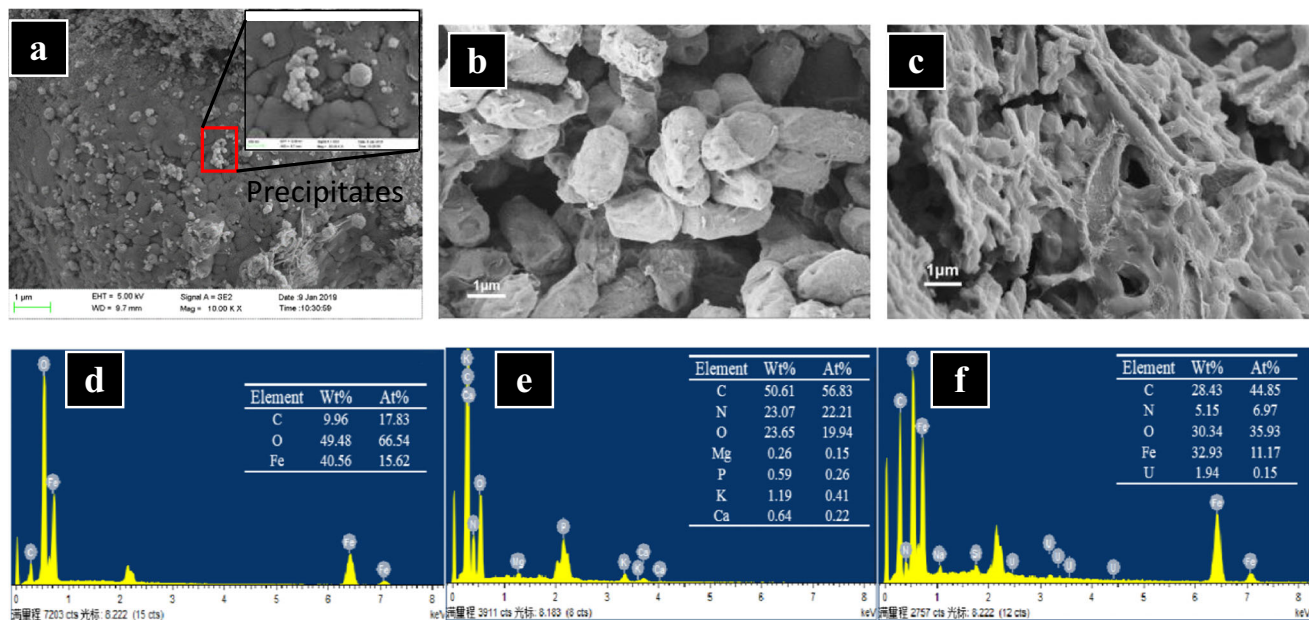 a
b
c
Precipitates
1 µm
EHT = 5.00 kV
Signal A = SE2
Date :9 Jan 2019
WD = 9.7 mm
Mag = 10.00 K X
Time :10:30:59
1µm
1µm
d
Element Wt% At%
C 9.96 17.83
O 49.48 66.54
Fe 40.56 15.62
C
O
Fe
Fe
Fe
0 1 2 3 4 5 6 7 8
满量程 7203 cts 光标: 8.222 (15 cts)
keV
e
Element Wt% At%
C 50.61 56.83
N 23.07 22.21
O 23.65 19.94
Mg 0.26 0.15
P 0.59 0.26
K 1.19 0.41
Ca 0.64 0.22
K
C
Ca
N
O
Mg
P
K
K
Ca
Ca
0 1 2 3 4 5 6 7 8
满量程 3911 cts 光标: 8.183 (8 cts)
keV
f
Element Wt% At%
C 28.43 44.85
N 5.15 6.97
O 30.34 35.93
Fe 32.93 11.17
U 1.94 0.15
C
N
O
Fe
Na
Si
U
U
U
U
U
Fe
Fe
0 1 2 3 4 5 6 7 8
满量程 2757 cts 光标: 8.222 (12 cts)
keV